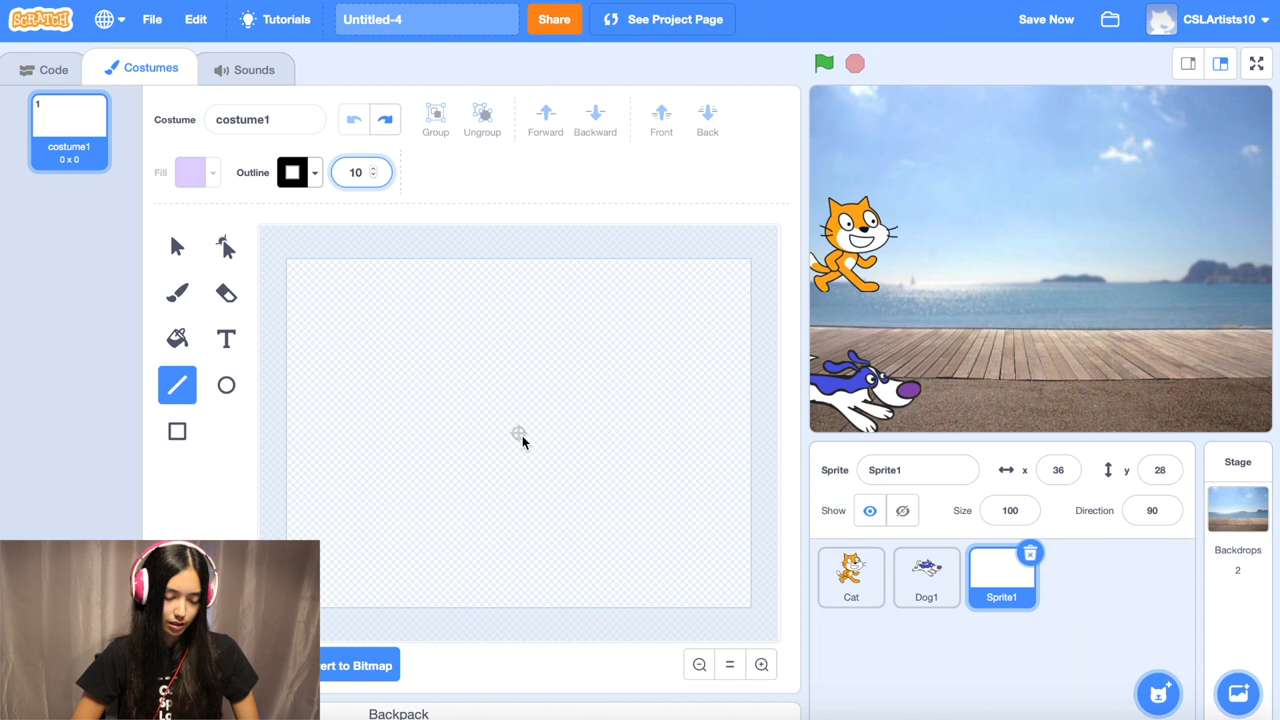 SCRATCH File Edit Tutorials Untitled-4 Share See Project Page Save Now CSLArtists10
Code Costumes Sounds
1
costume1
0 x 0
Costume costume1 Group Ungroup Forward Backward Front Back
Fill Outline 10
T
Sprite Sprite1 x 36 y 28
Show Size 100 Direction 90
Cat Dog1 Sprite1
Stage
Backdrops
2
ert to Bitmap
Backpack